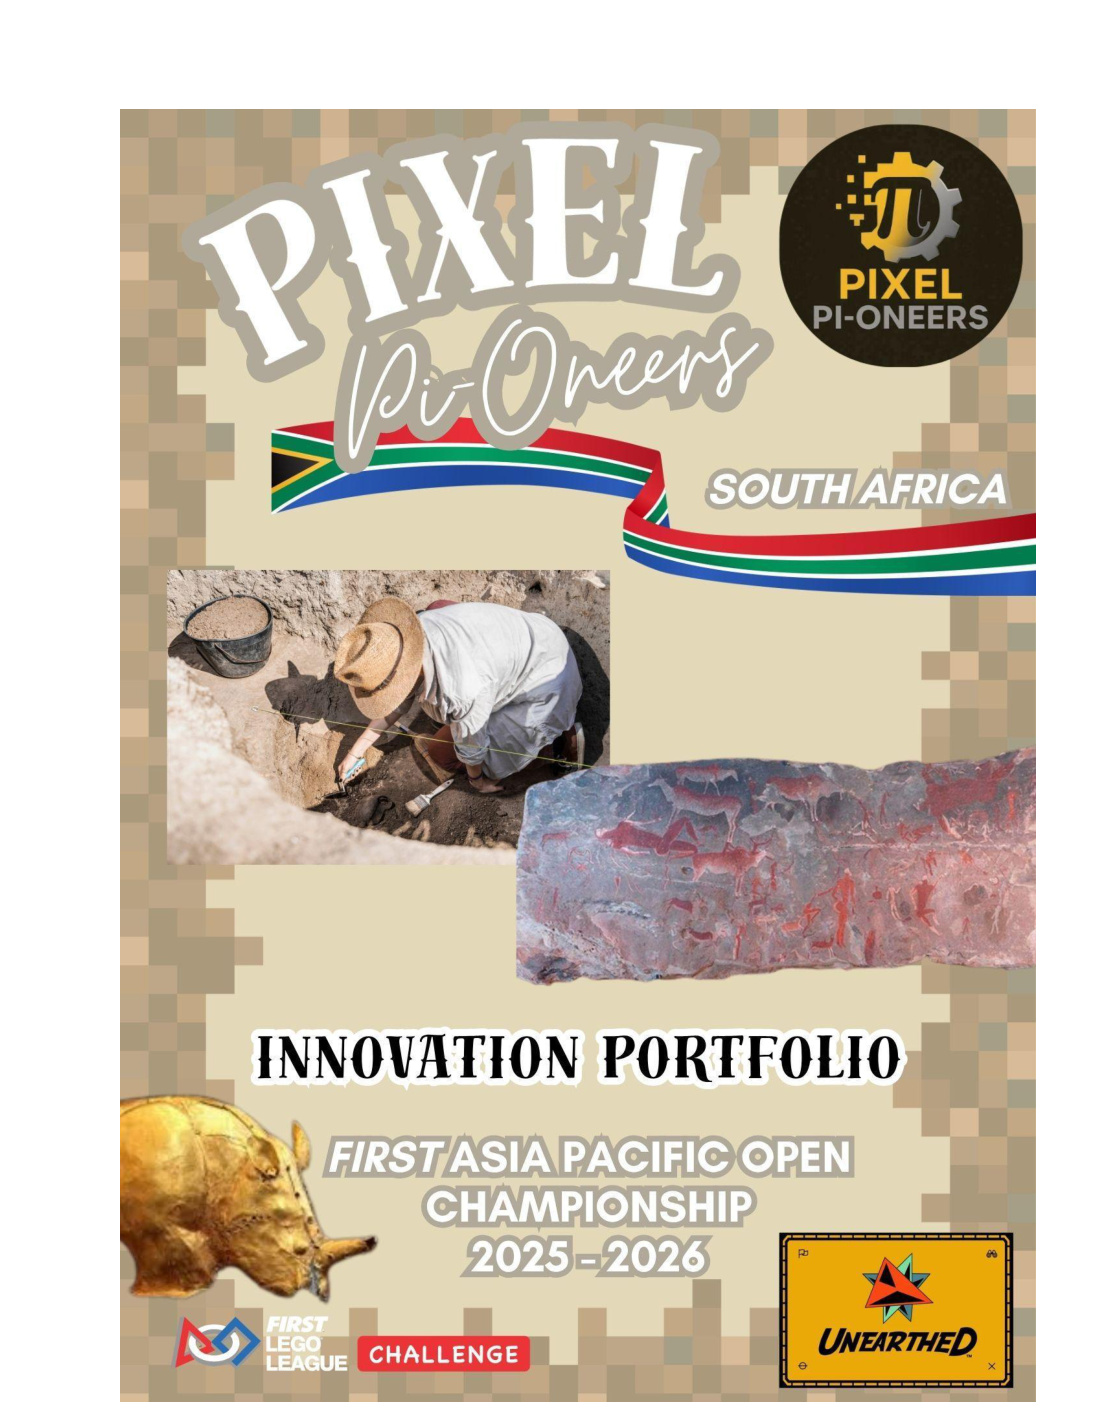 PIXEL
Pi-Oneers
π
PIXEL
PI-ONEERS
SOUTH AFRICA
INNOVATION PORTFOLIO
FIRST ASIA PACIFIC OPEN
CHAMPIONSHIP
2025 - 2026
FIRST
LEGO
LEAGUE
CHALLENGE
UNEARTHED